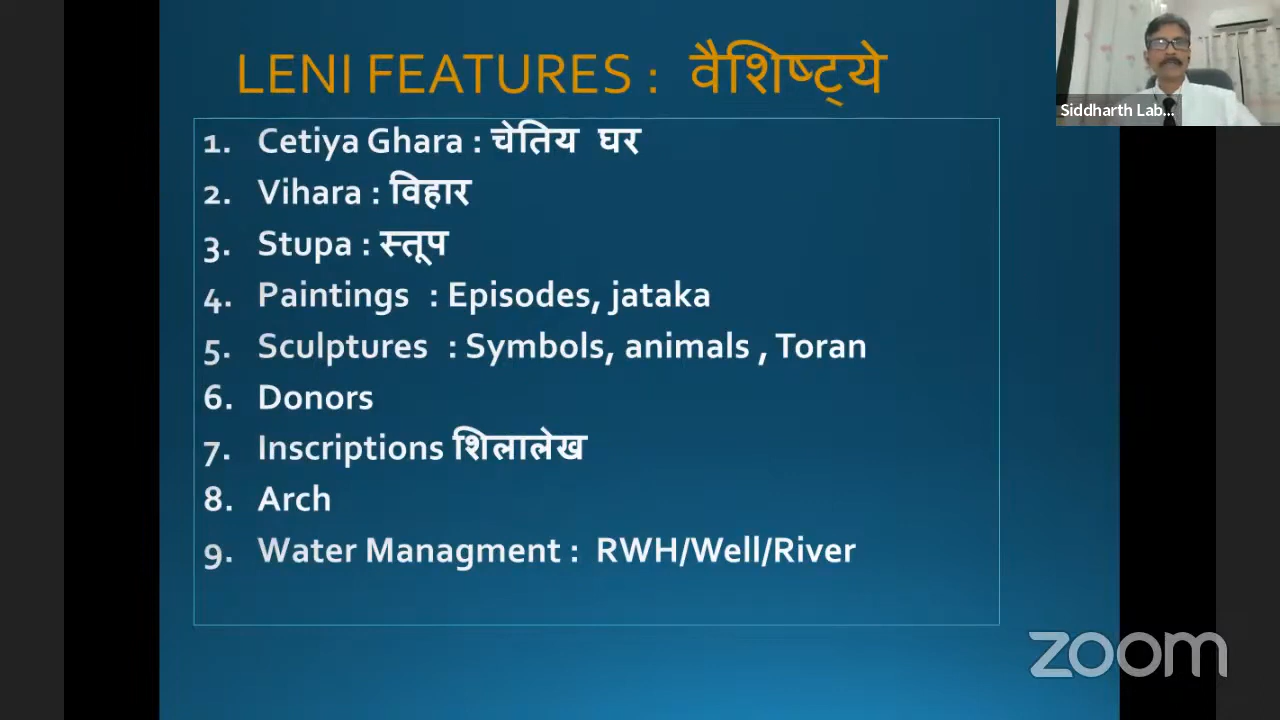 LENI FEATURES : वैशिष्ट्ये
Siddharth Lab...
1. Cetiya Ghara : चेतिय घर
2. Vihara : विहार
3. Stupa : स्तूप
4. Paintings : Episodes, jataka
5. Sculptures : Symbols, animals , Toran
6. Donors
7. Inscriptions शिलालेख
8. Arch
9. Water Managment : RWH/Well/River
zoom